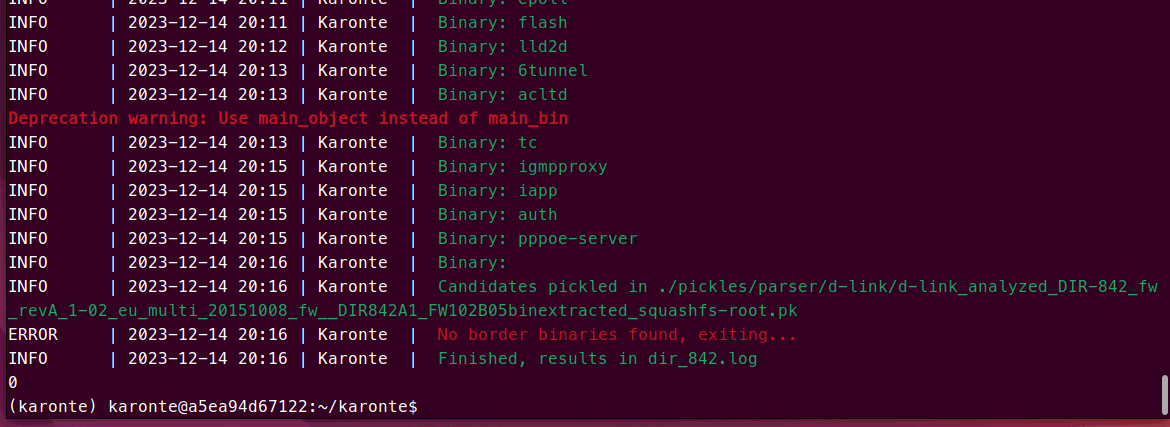 INFO | 2023-12-14 20:11 | Karonte | Binary: epoll
INFO | 2023-12-14 20:11 | Karonte | Binary: flash
INFO | 2023-12-14 20:12 | Karonte | Binary: lld2d
INFO | 2023-12-14 20:13 | Karonte | Binary: 6tunnel
INFO | 2023-12-14 20:13 | Karonte | Binary: acltd
Deprecation warning: Use main_object instead of main_bin
INFO | 2023-12-14 20:13 | Karonte | Binary: tc
INFO | 2023-12-14 20:15 | Karonte | Binary: igmpproxy
INFO | 2023-12-14 20:15 | Karonte | Binary: iapp
INFO | 2023-12-14 20:15 | Karonte | Binary: auth
INFO | 2023-12-14 20:15 | Karonte | Binary: pppoe-server
INFO | 2023-12-14 20:16 | Karonte | Binary:
INFO | 2023-12-14 20:16 | Karonte | Candidates pickled in ./pickles/parser/d-link/d-link_analyzed_DIR-842_fw
_revA_1-02_eu_multi_20151008_fw__DIR842A1_FW102B05binextracted_squashfs-root.pk
ERROR | 2023-12-14 20:16 | Karonte | No border binaries found, exiting...
INFO | 2023-12-14 20:16 | Karonte | Finished, results in dir_842.log
0
(karonte) karonte@a5ea94d67122:~/karonte$